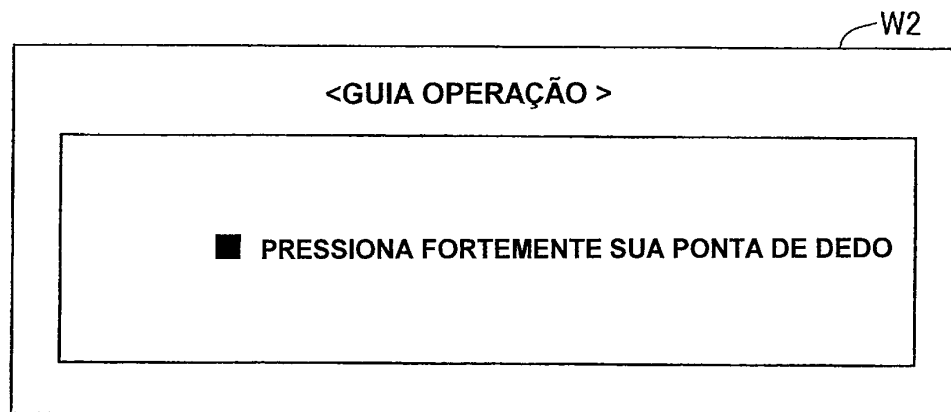 W2
<GUIA OPERAÇÃO >
■ PRESSIONA FORTEMENTE SUA PONTA DE DEDO